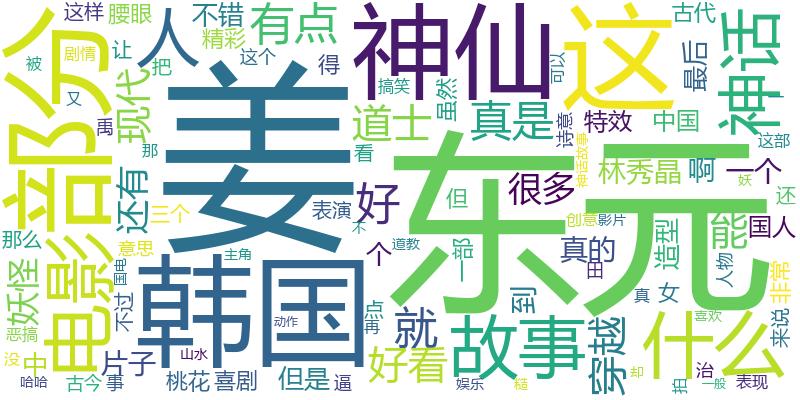 这样
腰眼
人
不错
有点
神仙
这
古代
神话
怎
被
剧情
让
精彩
这个
部分
又
把
得
搞笑
虽然
可以
最后
禹
现代
姜
道士
真是
诗意
特效
中国
那
看
神话故事
林秀晶
啊
这部
一个
妖
还有
三个
表演
好
但
很多
东元
创意
影片
能
还
国人
那么
电影
意思
主角
不
个
道教
一部
真的
田
造型
人物
妖怪
国电
韩国
动作
点
再
到
真
女
非常
恶搞
不过
就
故事
穿越
什么
喜欢
来说
没
中
片子
山水
好看
却
哈哈
古今
事
桃花
喜剧
但是
逼
娱乐
糙
拍
治
一般
表现